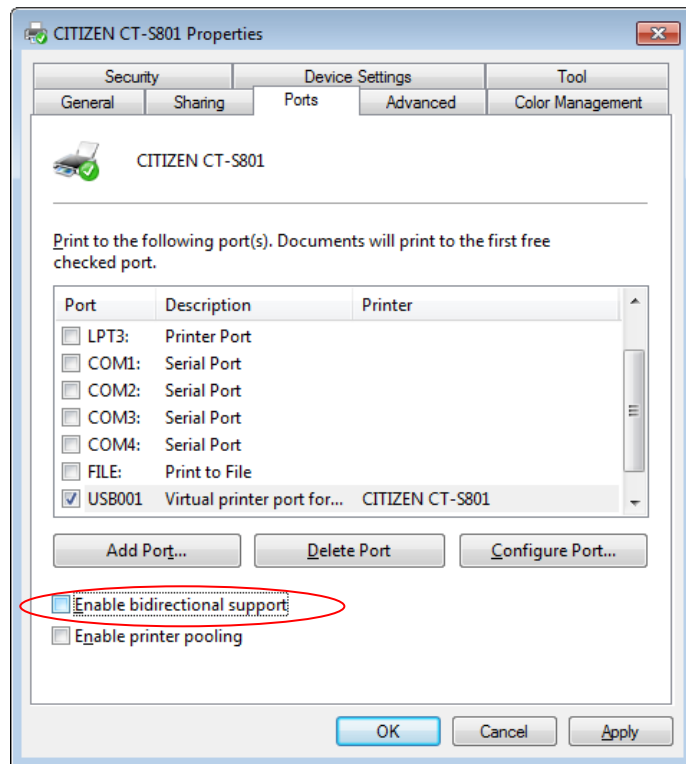 CITIZEN CT-S801 Properties
Security Device Settings Tool
General Sharing Ports Advanced Color Management
CITIZEN CT-S801
Print to the following port(s). Documents will print to the first free
checked port.
Port Description Printer
LPT3: Printer Port
COM1: Serial Port
COM2: Serial Port
COM3: Serial Port
COM4: Serial Port
FILE: Print to File
USB001 Virtual printer port for... CITIZEN CT-S801
Add Port... Delete Port Configure Port...
Enable bidirectional support
Enable printer pooling
OK Cancel Apply